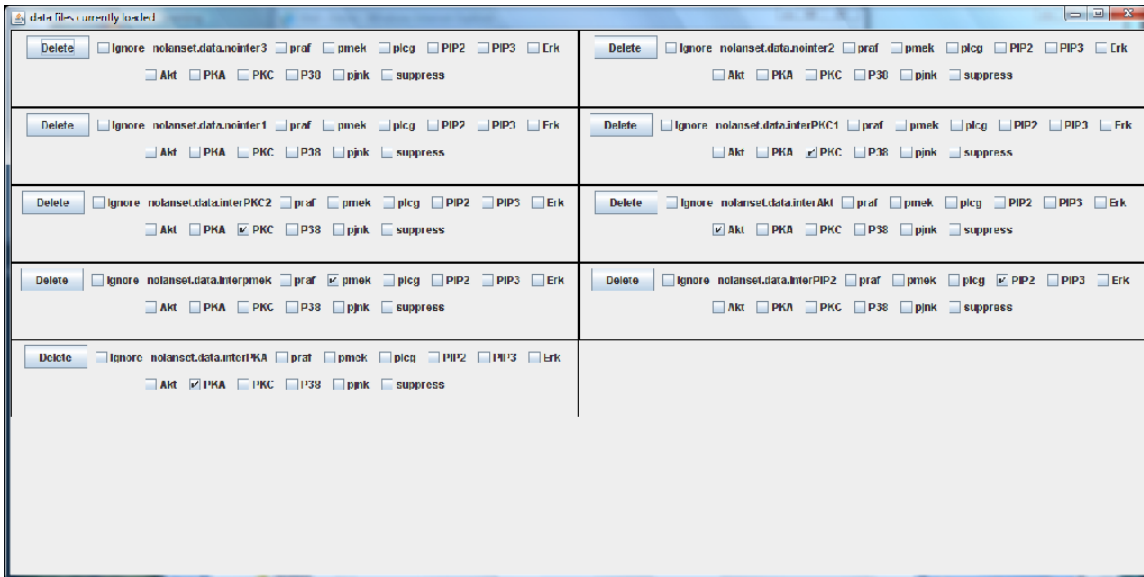 data files currently loaded
Delete Ignore nolanset.data.nointer3 praf pmek plcg PIP2 PIP3 Erk
Akt PKA PKC P38 pjnk suppress
Delete Ignore nolanset.data.nointer2 praf pmek plcg PIP2 PIP3 Erk
Akt PKA PKC P38 pjnk suppress
Delete Ignore nolanset.data.nointer1 praf pmek plcg PIP2 PIP3 Erk
Akt PKA PKC P38 pjnk suppress
Delete Ignore nolanset.data.interPKC1 praf pmek plcg PIP2 PIP3 Erk
Akt PKA PKC P38 pjnk suppress
Delete Ignore nolanset.data.interPKC2 praf pmek plcg PIP2 PIP3 Erk
Akt PKA PKC P38 pjnk suppress
Delete Ignore nolanset.data.interAkt praf pmek plcg PIP2 PIP3 Erk
Akt PKA PKC P38 pjnk suppress
Delete Ignore nolanset.data.interpmek praf pmek plcg PIP2 PIP3 Erk
Akt PKA PKC P38 pjnk suppress
Delete Ignore nolanset.data.interPIP2 praf pmek plcg PIP2 PIP3 Erk
Akt PKA PKC P38 pjnk suppress
Delete Ignore nolanset.data.interPKA praf pmek plcg PIP2 PIP3 Erk
Akt PKA PKC P38 pjnk suppress